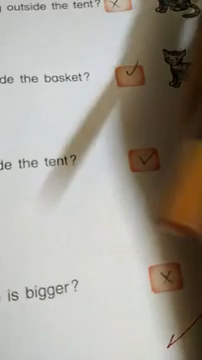 outside the tent? ✗
de the basket? ✓
de the tent? ✓
is bigger? ✗